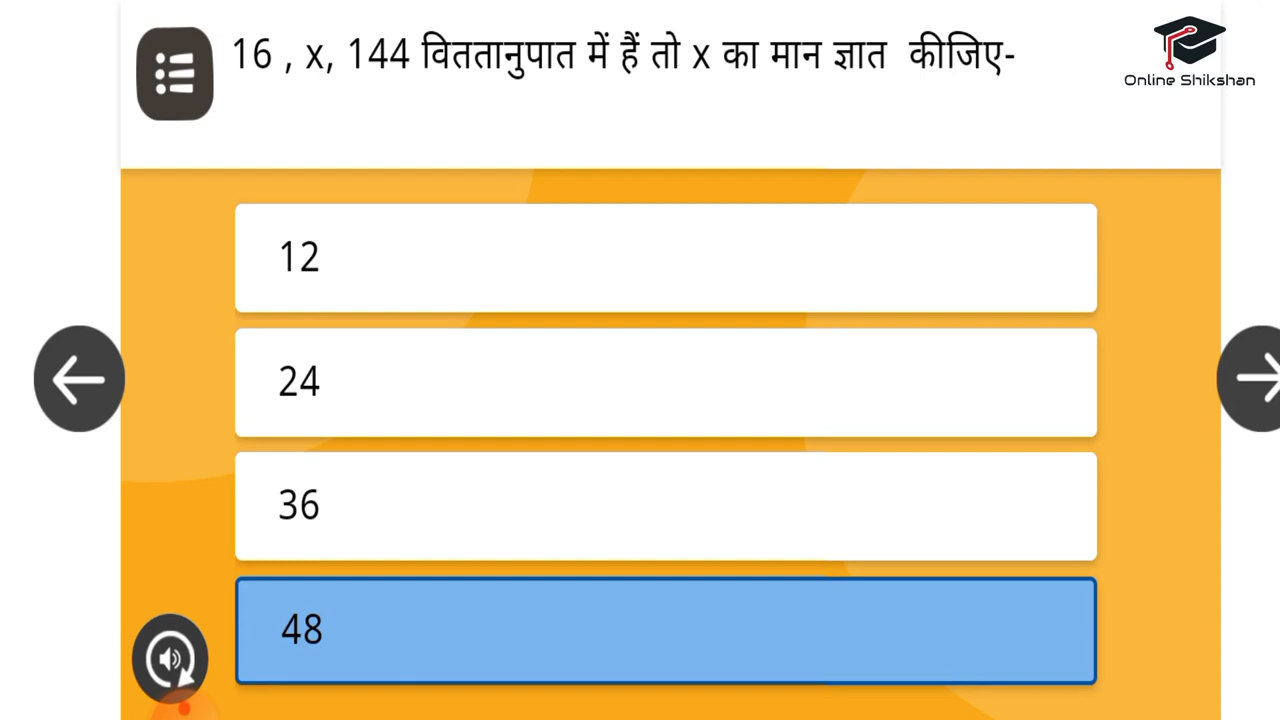 16 , x, 144 विततानुपात में हैं तो x का मान ज्ञात कीजिए-
Online Shikshan
12
24
36
48